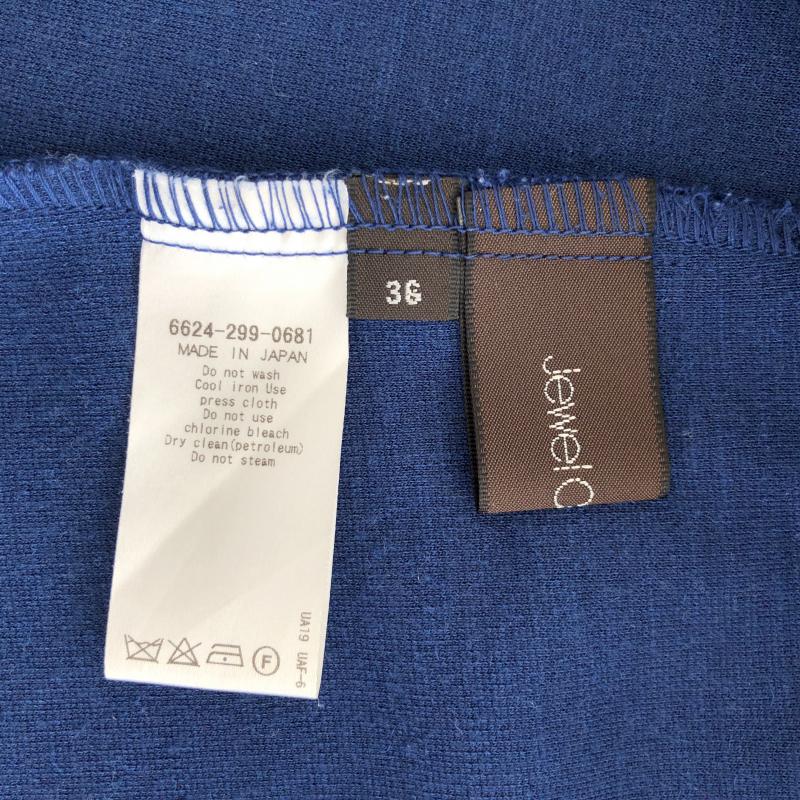 6624-299-0681
MADE IN JAPAN
Do not wash
Cool iron Use
press cloth
Do not use
chlorine bleach
Dry clean(petroleum)
Do not steam
F
UA19 UAF-6
36
jewel c